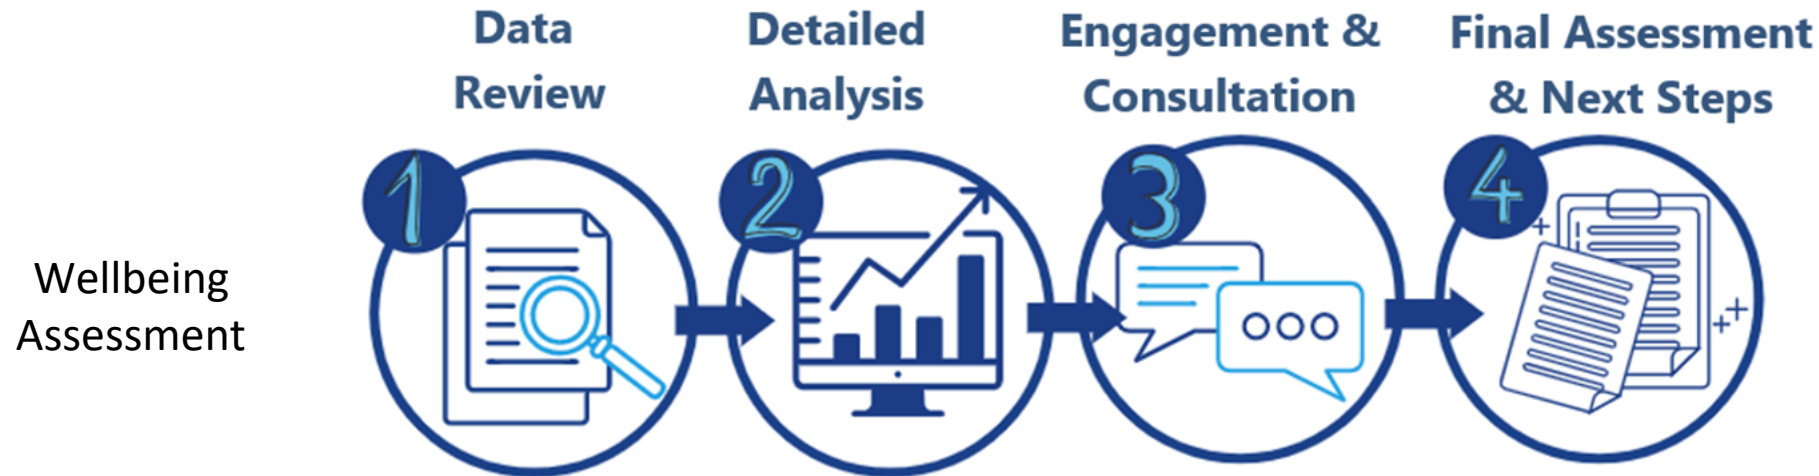 Data
Review
Detailed
Analysis
Engagement &
Consultation
Final Assessment
& Next Steps
1
2
3
4
Wellbeing
Assessment